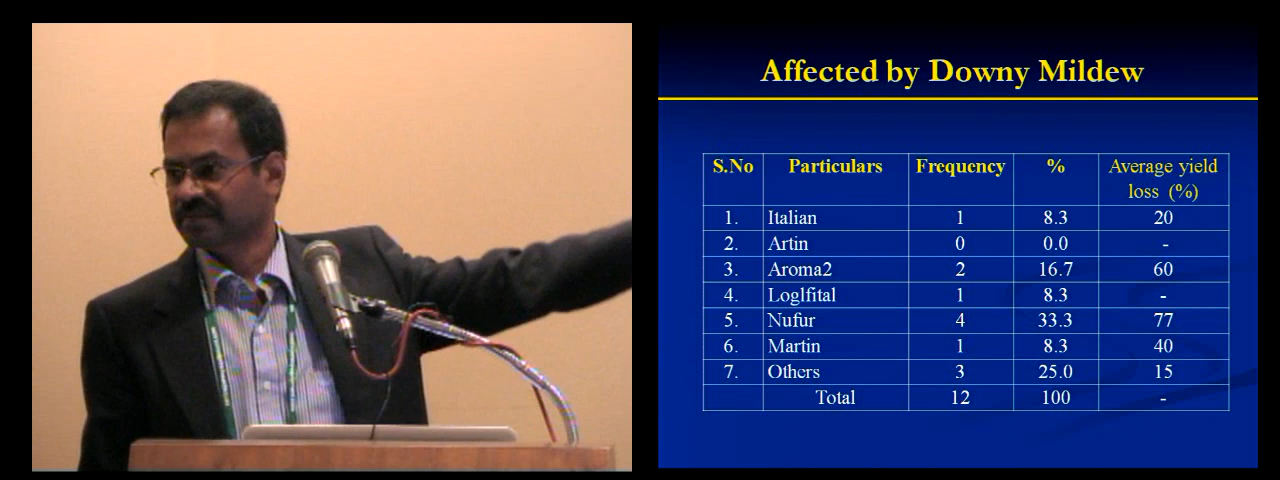 Affected by Downy Mildew
S.No Particulars Frequency % Average yield
loss (%)
1. Italian 1 8.3 20
2. Artin 0 0.0 -
3. Aroma2 2 16.7 60
4. Loglfital 1 8.3 -
5. Nufur 4 33.3 77
6. Martin 1 8.3 40
7. Others 3 25.0 15
Total 12 100 -